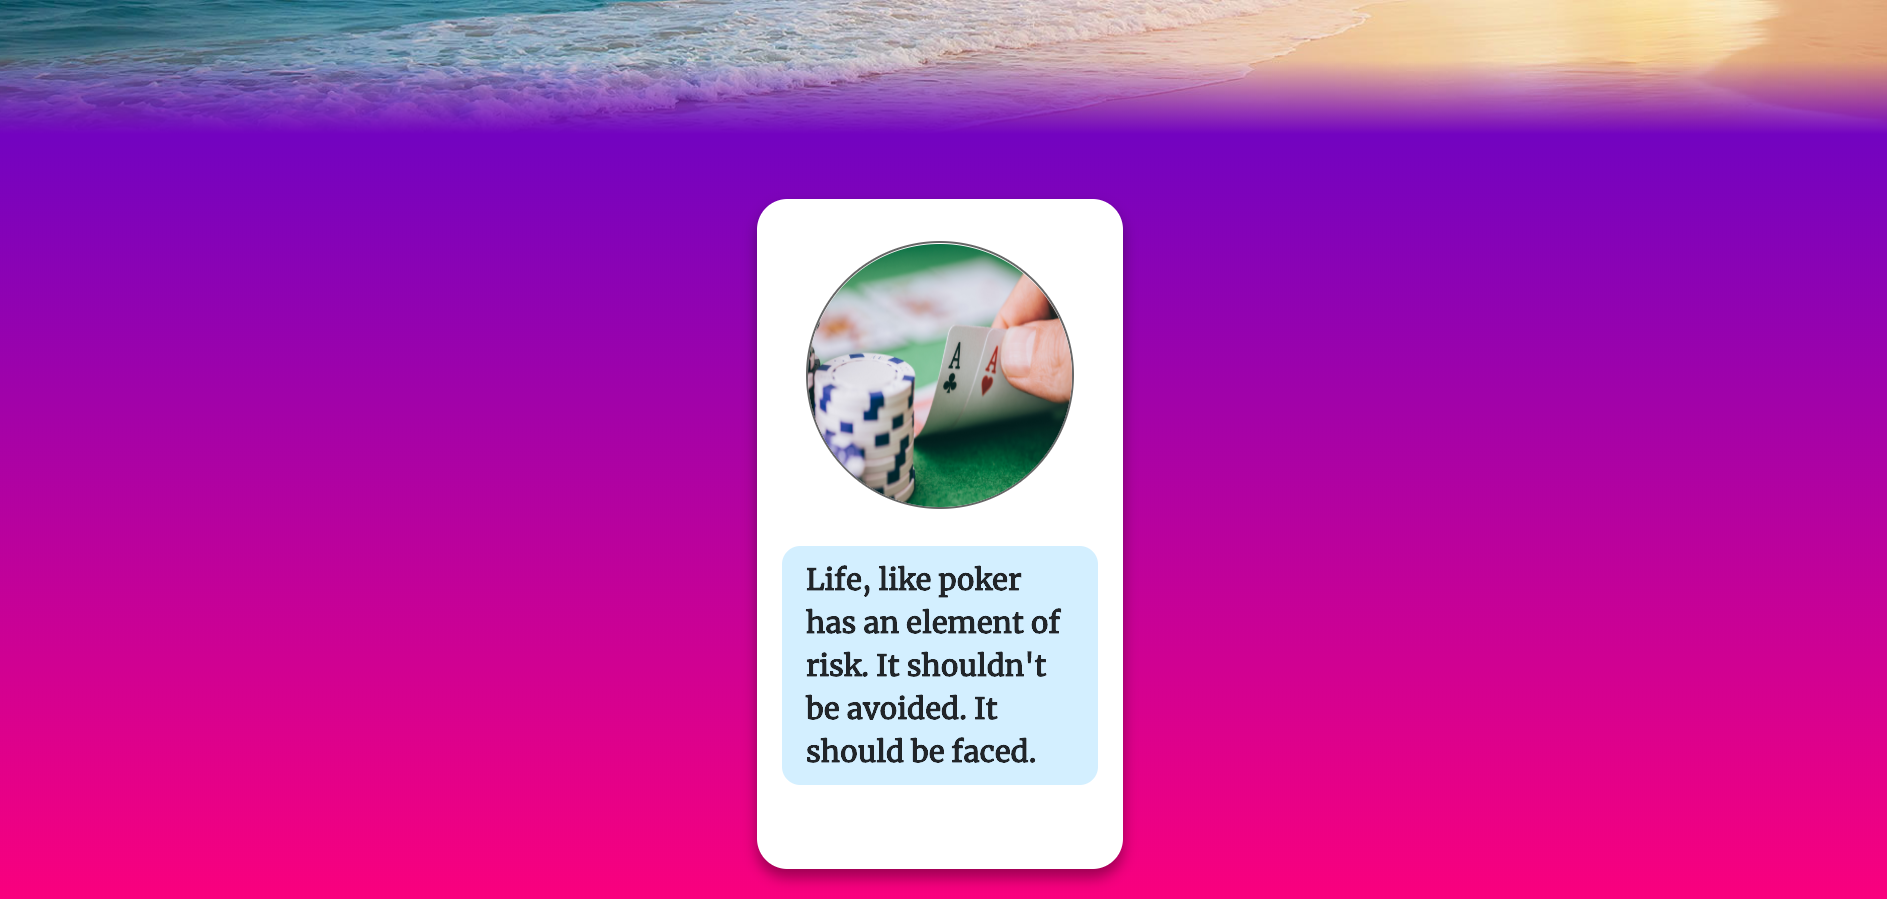 A
A
Life, like poker
has an element of
risk. It shouldn't
be avoided. It
should be faced.